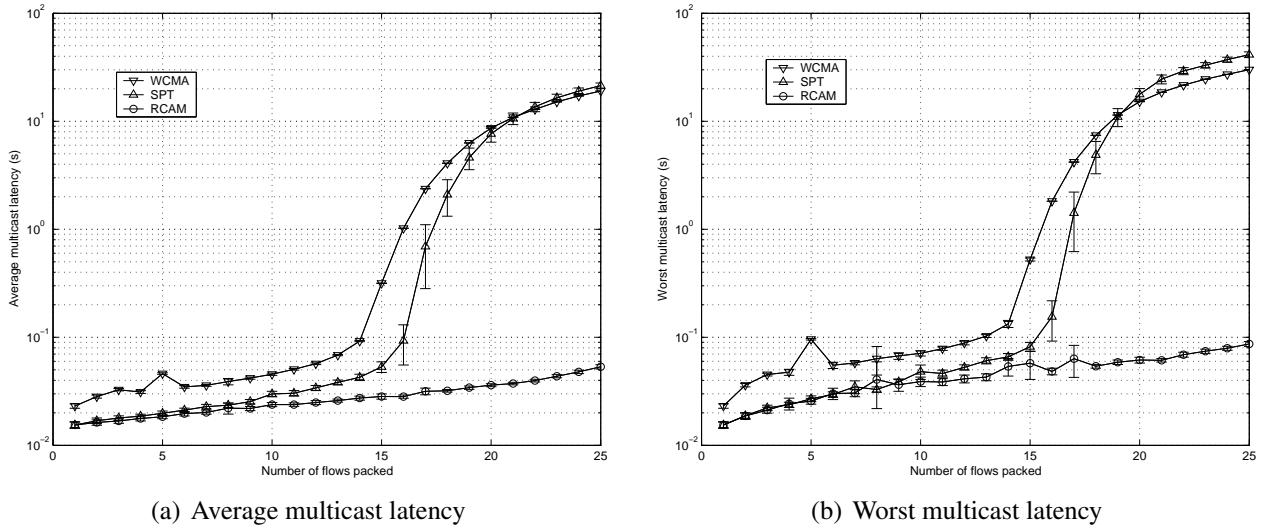 10^2
10^1
10^0
10^-1
10^-2
Average multicast latency (s)
WCMA
SPT
RCAM
0 5 10 15 20 25
Number of flows packed
(a) Average multicast latency
10^2
10^1
10^0
10^-1
10^-2
Worst multicast latency (s)
WCMA
SPT
RCAM
0 5 10 15 20 25
Number of flows packed
(b) Worst multicast latency